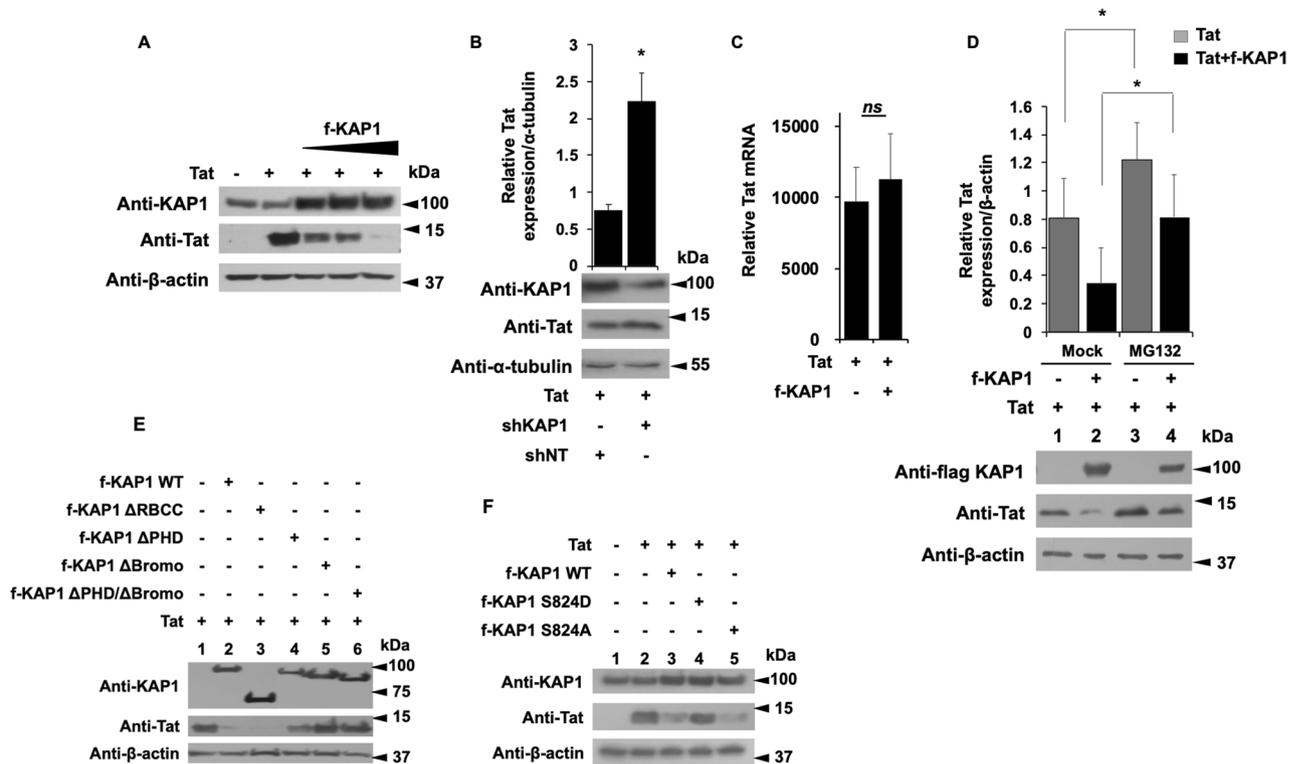 A
f-KAP1
Tat - + + + + kDa
Anti-KAP1 100
Anti-Tat 15
Anti-β-actin 37
B
Relative Tat
expression/α-tubulin
3
2.5
2
1.5
1
0.5
0
*
kDa
Anti-KAP1 100
Anti-Tat 15
Anti-α-tubulin 55
Tat + +
shKAP1 - +
shNT + -
C
Relative Tat mRNA
15000
10000
5000
0
ns
Tat + +
f-KAP1 - +
D
Tat
Tat+f-KAP1
*
*
Relative Tat
expression/β-actin
1.6
1.4
1.2
1
0.8
0.6
0.4
0.2
0
Mock MG132
f-KAP1 - + - +
Tat + + + +
1 2 3 4 kDa
Anti-flag KAP1 100
Anti-Tat 15
Anti-β-actin 37
E
f-KAP1 WT - + - - - -
f-KAP1 ΔRBCC - - + - - -
f-KAP1 ΔPHD - - - + - -
f-KAP1 ΔBromo - - - - + -
f-KAP1 ΔPHD/ΔBromo - - - - - +
Tat + + + + + +
1 2 3 4 5 6 kDa
Anti-KAP1 100
75
Anti-Tat 15
Anti-β-actin 37
F
Tat - + + + +
f-KAP1 WT - - + - -
f-KAP1 S824D - - - + -
f-KAP1 S824A - - - - +
1 2 3 4 5 kDa
Anti-KAP1 100
Anti-Tat 15
Anti-β-actin 37